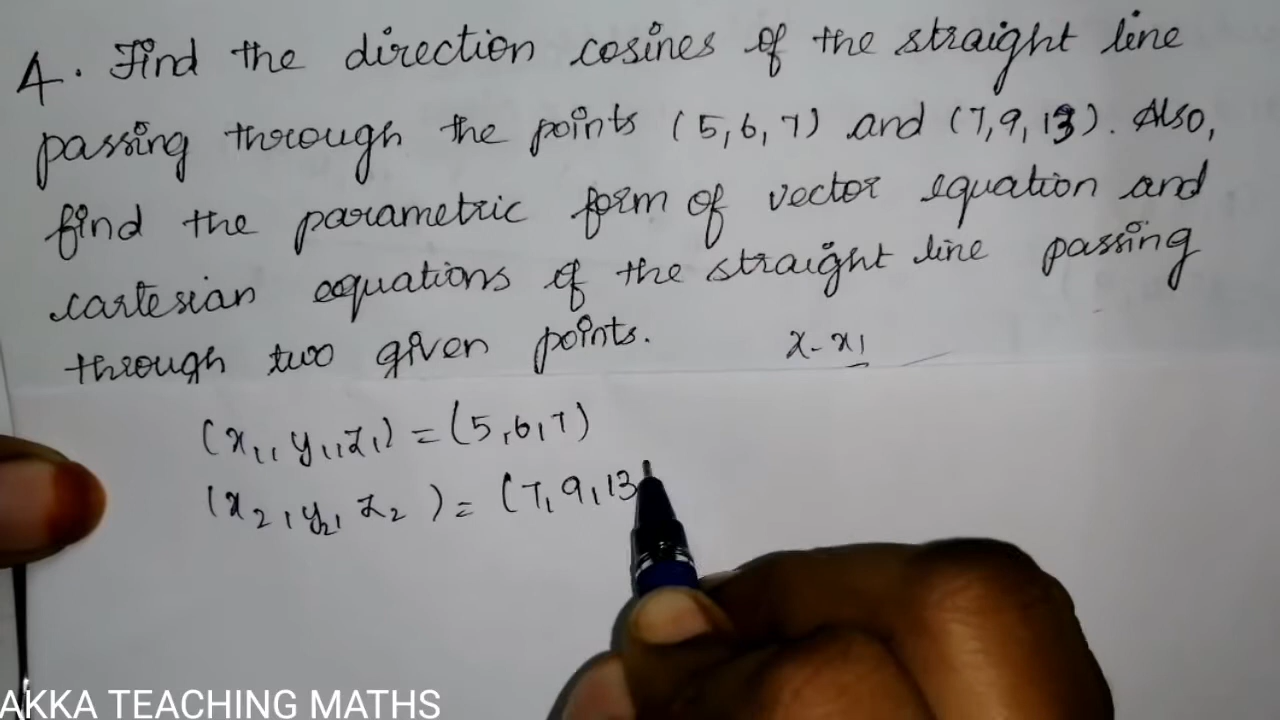 4. Find the direction cosines of the straight line
passing through the points (5,6,7) and (7,9,13). Also,
find the parametric form of vector equation and
cartesian equations of the straight line passing
through two given points.
x-x1
(x1,y1,z1) = (5,6,7)
(x2,y2,z2) = (7,9,13
AKKA TEACHING MATHS